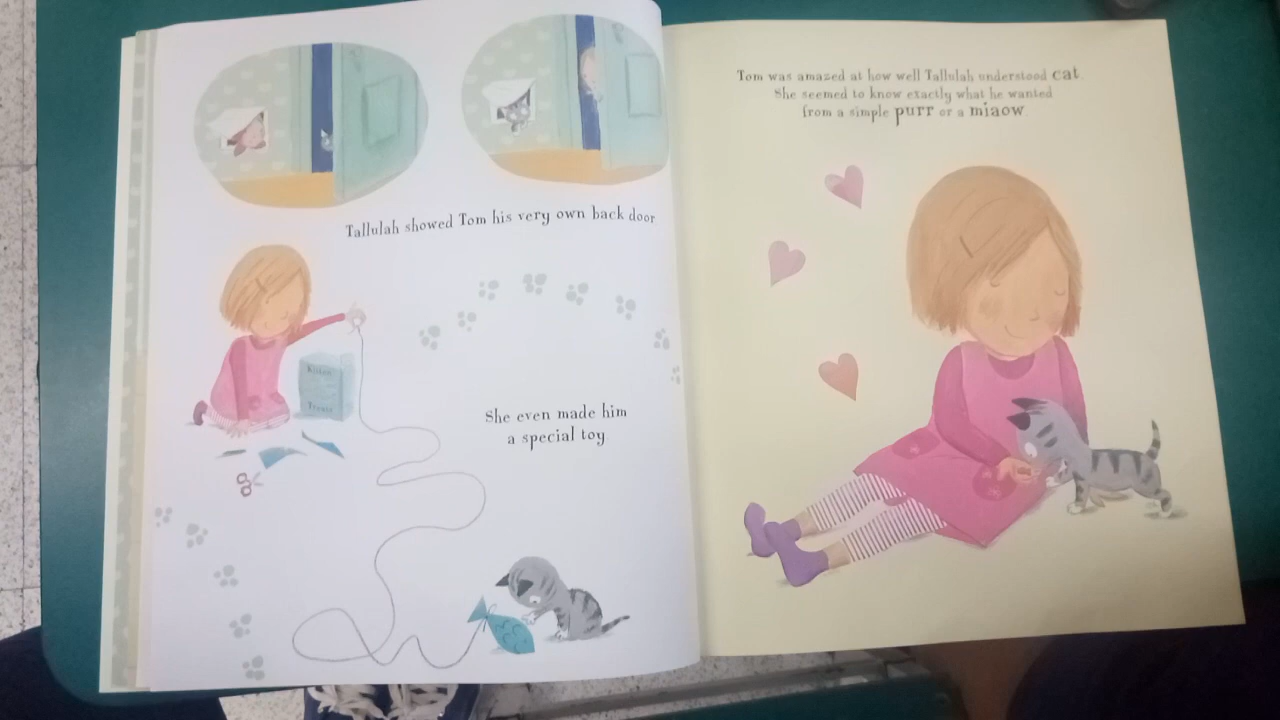 Tallulah showed Tom his very own back door
Kitten
Treats
She even made him
a special toy.
Tom was amazed at how well Tallulah understood cat.
She seemed to know exactly what he wanted
from a simple purr or a miaow.